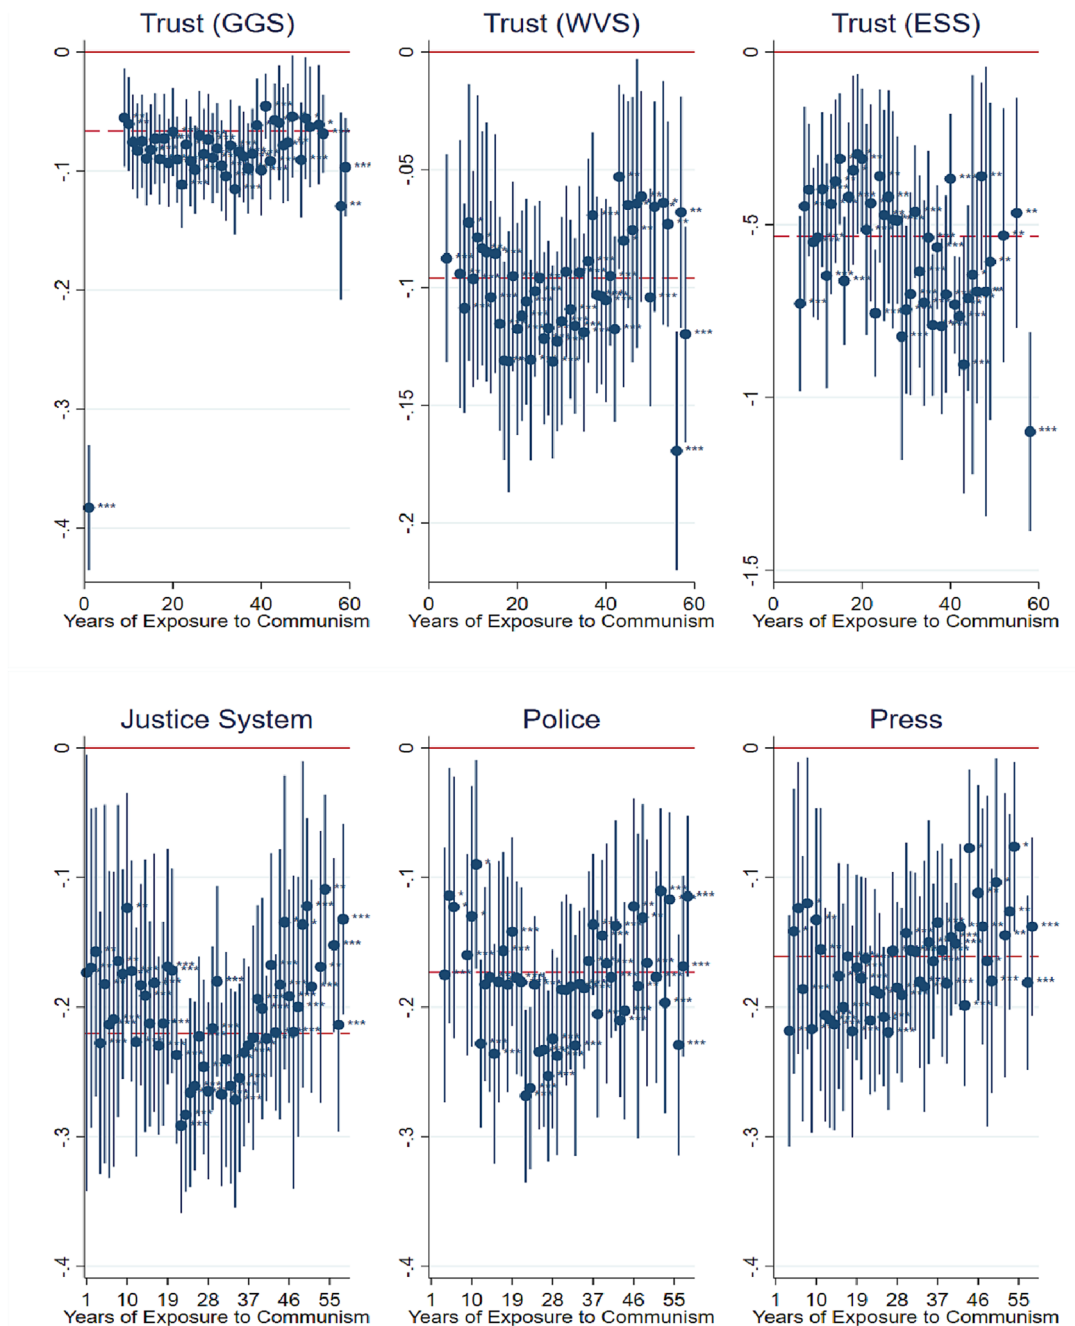 Trust (GGS) Trust (WVS) Trust (ESS)
0 0 0
-.1 -.05 -.5
-.2 -.1 -1
-.3 -.15 -1.5
-.4 -.2
0 20 40 60 0 20 40 60 0 20 40 60
Years of Exposure to Communism Years of Exposure to Communism Years of Exposure to Communism
Justice System Police Press
0 0 0
-.1 -.1 -.1
-.2 -.2 -.2
-.3 -.3 -.3
-.4 -.4 -.4
1 10 19 28 37 46 55 1 10 19 28 37 46 55 1 10 19 28 37 46 55
Years of Exposure to Communism Years of Exposure to Communism Years of Exposure to Communism